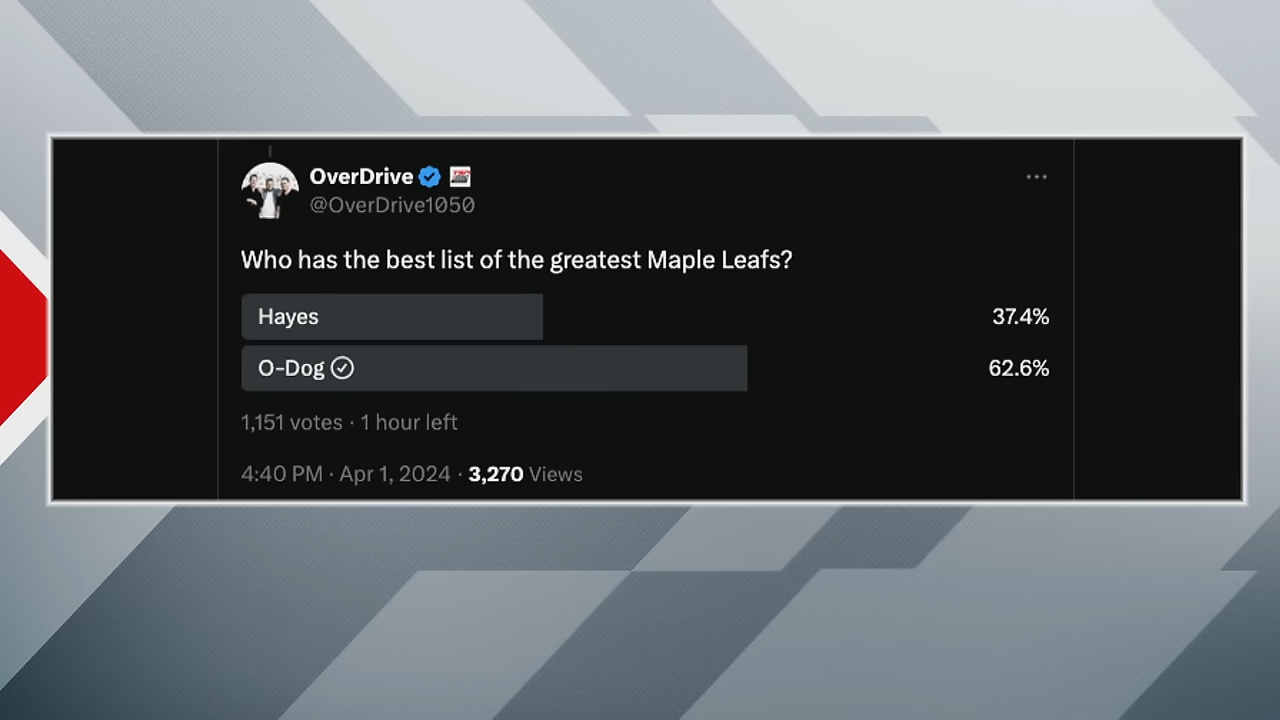 OverDrive
@OverDrive1050
Who has the best list of the greatest Maple Leafs?
Hayes 37.4%
O-Dog 62.6%
1,151 votes · 1 hour left
4:40 PM · Apr 1, 2024 · 3,270 Views